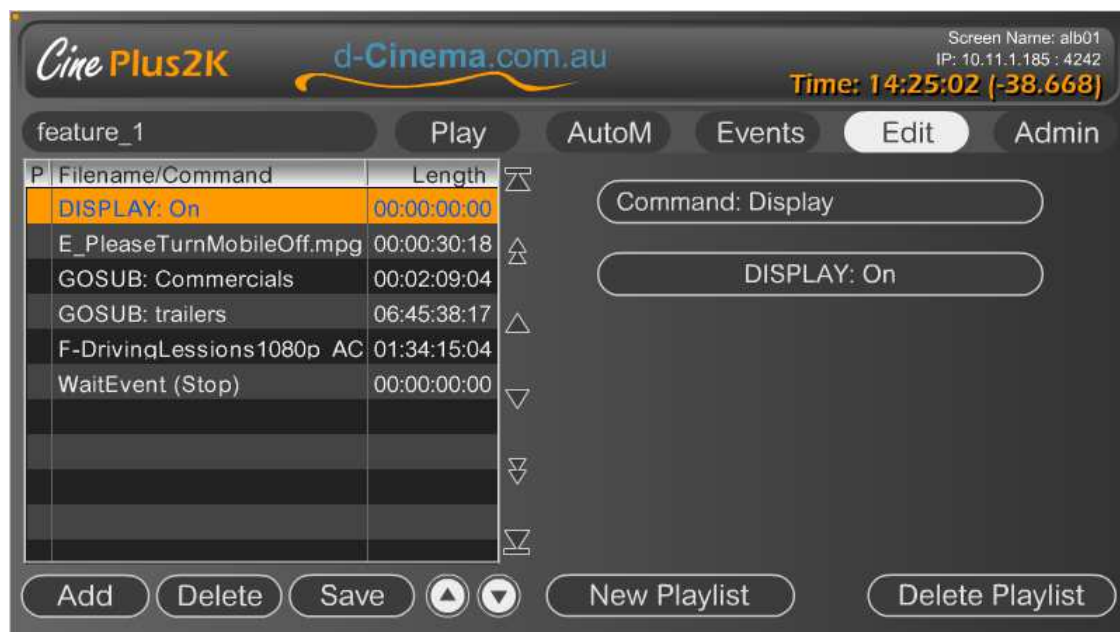 Cine Plus2K
d-Cinema.com.au
Screen Name: alb01
IP: 10.11.1.185 : 4242
Time: 14:25:02 (-38.668)
feature_1 Play AutoM Events Edit Admin
P Filename/Command Length
DISPLAY: On 00:00:00:00
E_PleaseTurnMobileOff.mpg 00:00:30:18
GOSUB: Commercials 00:02:09:04
GOSUB: trailers 06:45:38:17
F-DrivingLessions1080p_AC 01:34:15:04
WaitEvent (Stop) 00:00:00:00
Command: Display
DISPLAY: On
Add Delete Save New Playlist Delete Playlist